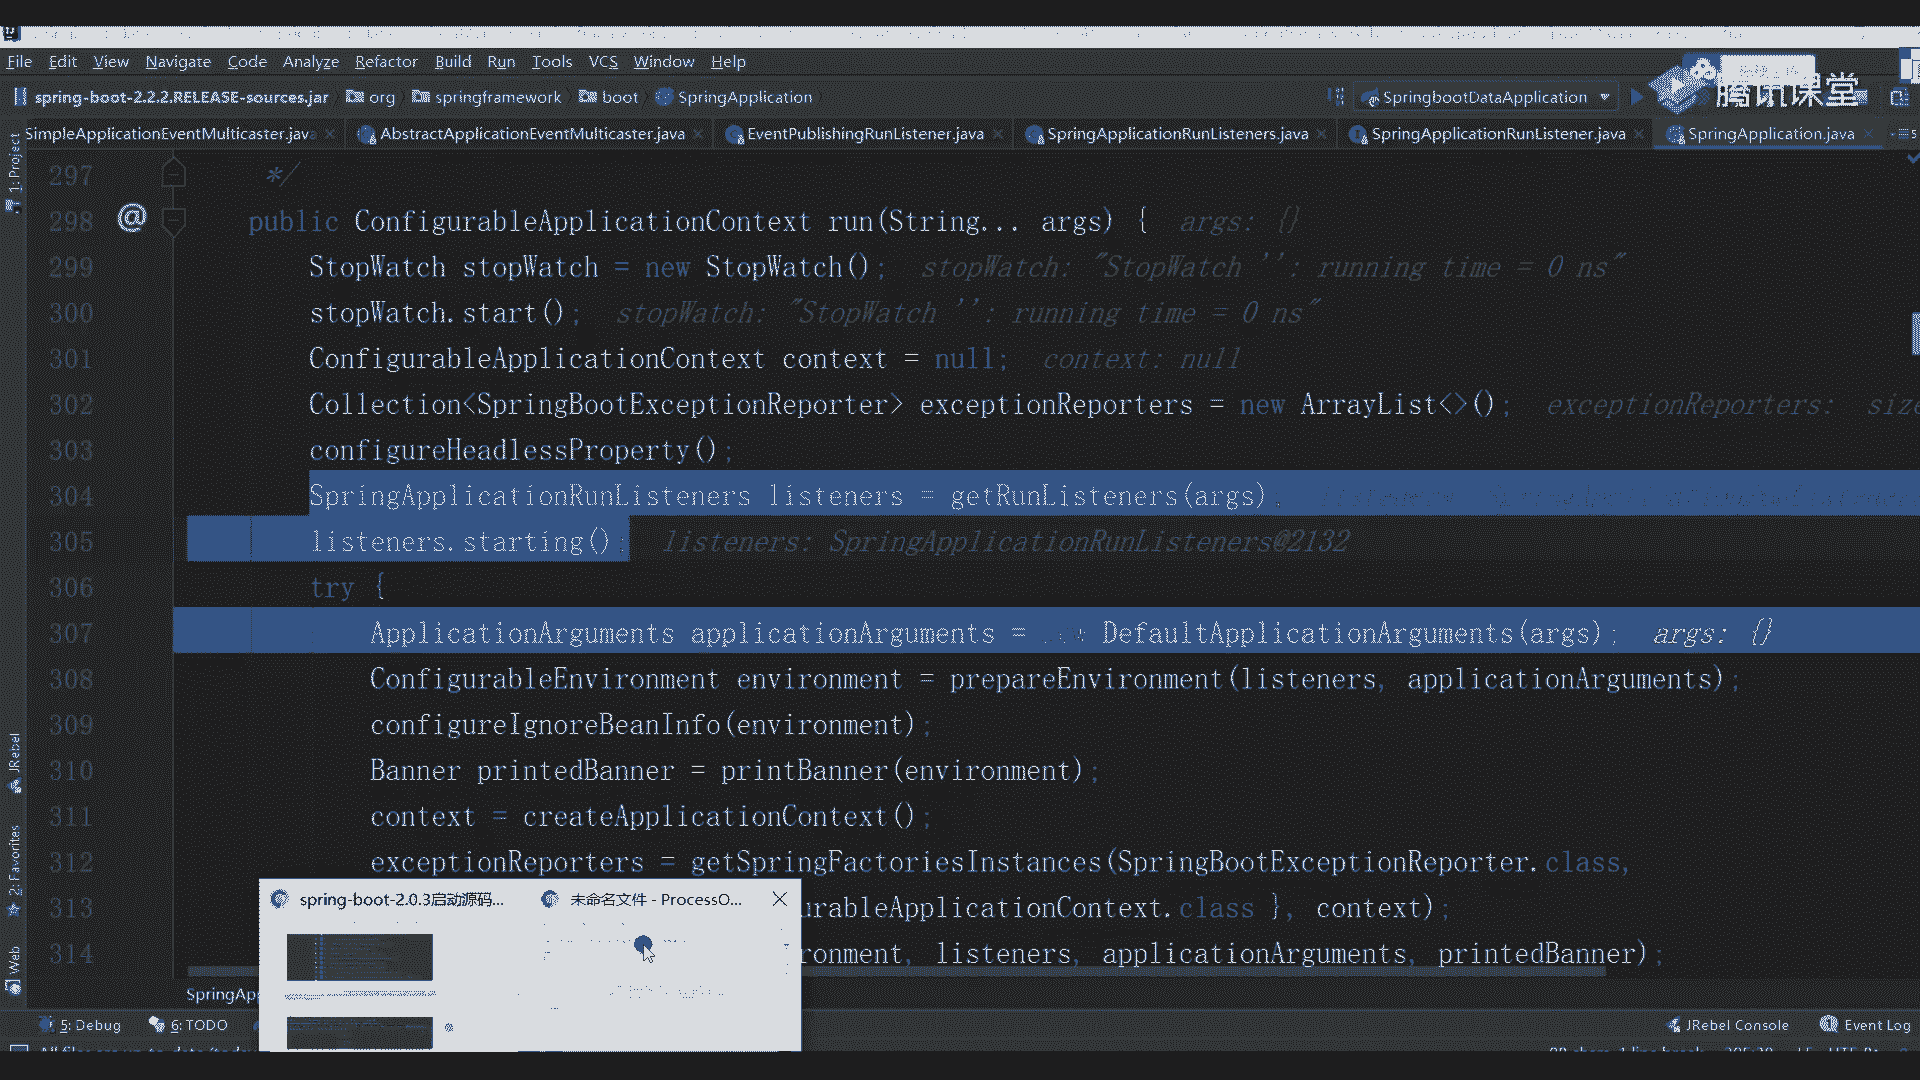 File Edit View Navigate Code Analyze Refactor Build Run Tools VCS Window Help
spring-boot-2.2.2.RELEASE-sources.jar org springframework boot SpringApplication SpringbootDataApplication
腾讯课堂
SimpleApplicationEventMulticaster.java AbstractApplicationEventMulticaster.java EventPublishingRunListener.java SpringApplicationRunListeners.java SpringApplicationRunListener.java SpringApplication.java
1: Project
297 */
298 @ public ConfigurableApplicationContext run(String... args) { args: {}
299 StopWatch stopWatch = new StopWatch(); stopWatch: "StopWatch '': running time = 0 ns"
300 stopWatch.start(); stopWatch: "StopWatch '': running time = 0 ns"
301 ConfigurableApplicationContext context = null; context: null
302 Collection<SpringBootExceptionReporter> exceptionReporters = new ArrayList<>(); exceptionReporters: size
303 configureHeadlessProperty();
304 SpringApplicationRunListeners listeners = getRunListeners(args)
305 listeners.starting(); listeners: SpringApplicationRunListeners@2132
306 try {
307 ApplicationArguments applicationArguments = DefaultApplicationArguments(args); args: {}
308 ConfigurableEnvironment environment = prepareEnvironment(listeners, applicationArguments);
309 configureIgnoreBeanInfo(environment);
310 Banner printedBanner = printBanner(environment);
311 context = createApplicationContext();
312 exceptionReporters = getSpringFactoriesInstances(SpringBootExceptionReporter.class,
313 urableApplicationContext.class }, context);
314 ronment, listeners, applicationArguments, printedBanner);
JRebel
2: Favorites
Web
spring-boot-2.0.3启动源码... 未命名文件 - ProcessO...
SpringApp
5: Debug 6: TODO JRebel Console Event Log